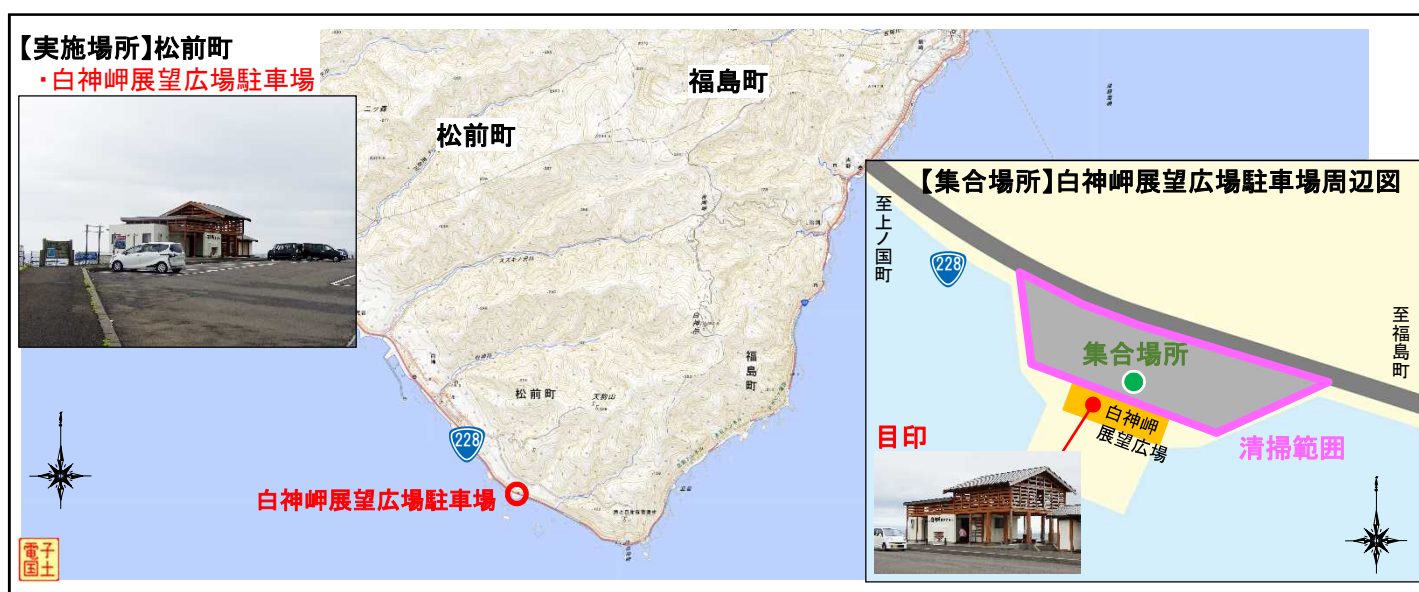 【実施場所】松前町
・白神岬展望広場駐車場
福島町
松前町
福島町
松前町
228
白神岬展望広場駐車場
電子
国土
【集合場所】白神岬展望広場駐車場周辺図
至上ノ国町
228
至福島町
集合場所
白神岬
展望広場
目印
清掃範囲